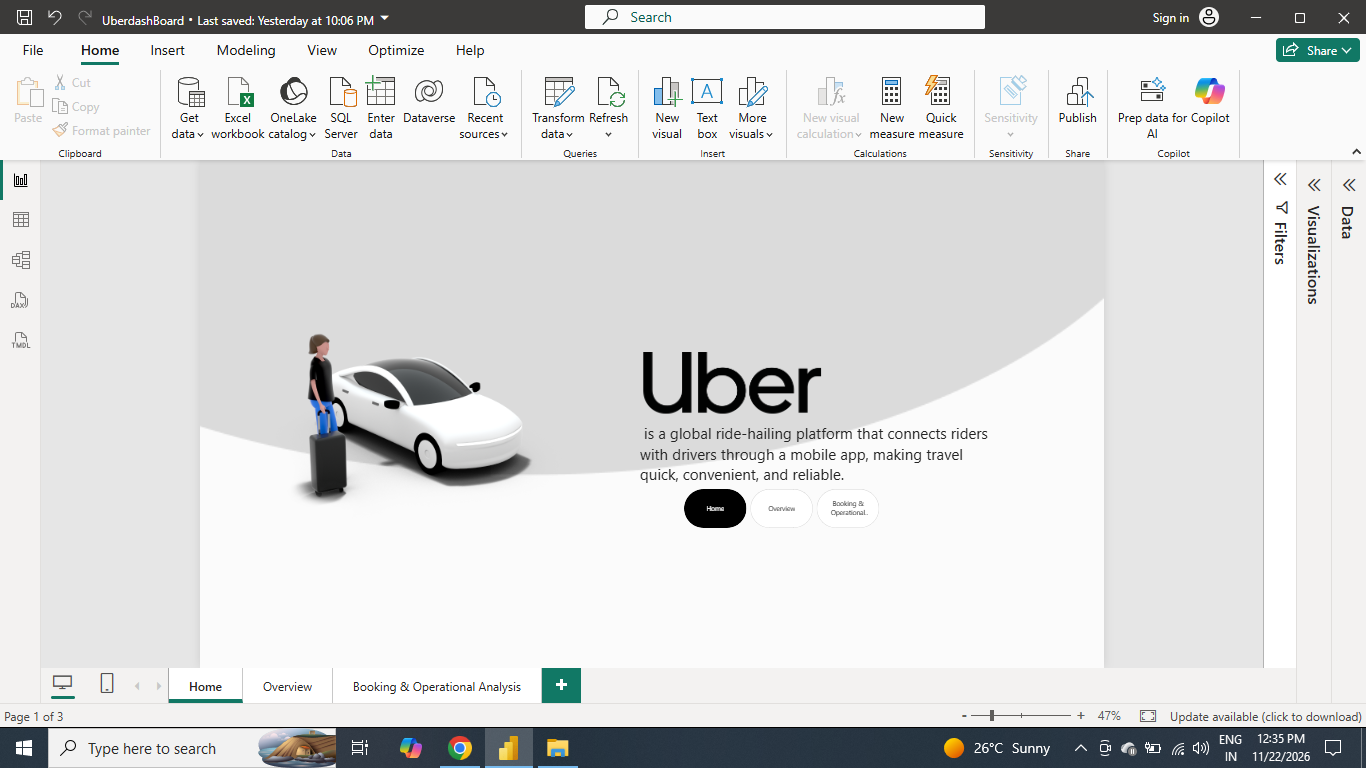 UberdashBoard • Last saved: Yesterday at 10:06 PM
Search
Sign in
File Home Insert Modeling View Optimize Help
Share
Paste
Cut
Copy
Format painter
Clipboard
Get data
Excel workbook
OneLake catalog
SQL Server
Enter data
Dataverse
Recent sources
Data
Transform data
Refresh
Queries
New visual
Text box
More visuals
Insert
New visual calculation
New measure
Quick measure
Calculations
Sensitivity
Sensitivity
Publish
Share
Prep data for AI
Copilot
Copilot
DAX
TMDL
Filters
Visualizations
Data
Uber
is a global ride-hailing platform that connects riders
with drivers through a mobile app, making travel
quick, convenient, and reliable.
Home
Overview
Booking &
Operational..
Home
Overview
Booking & Operational Analysis
Page 1 of 3
47%
Update available (click to download)
Type here to search
26°C Sunny
ENG
IN
12:35 PM
11/22/2026